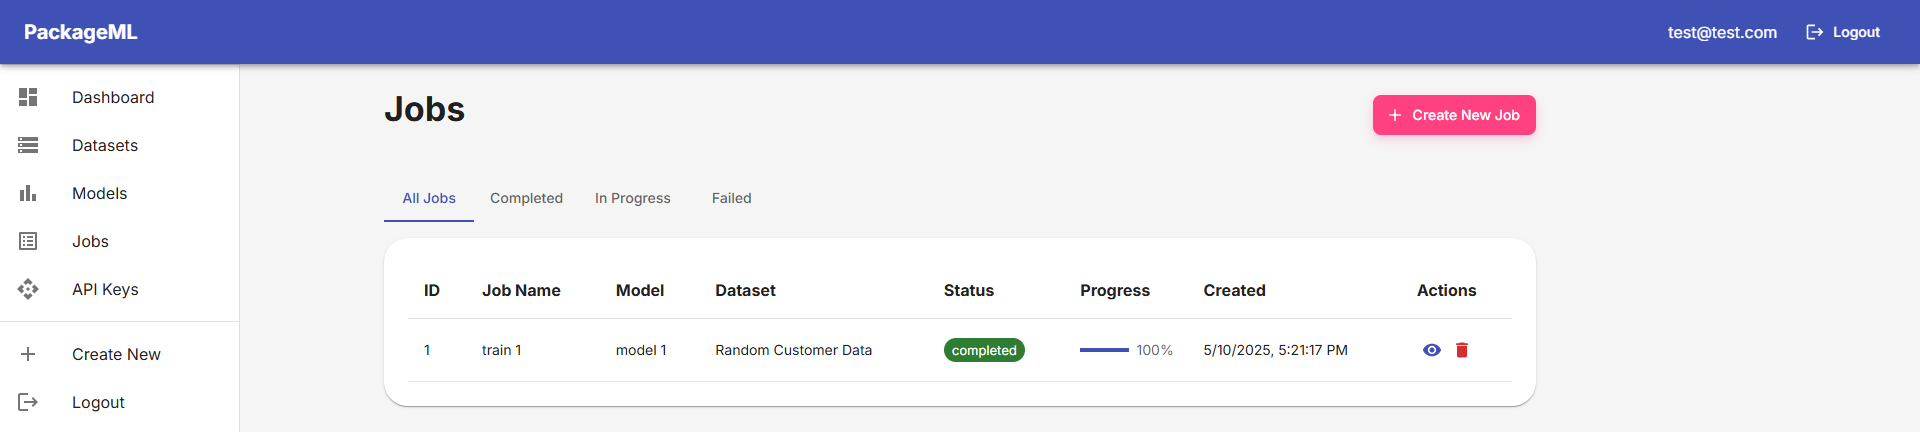 PackageML
test@test.com Logout
Dashboard
Datasets
Models
Jobs
API Keys
Create New
Logout
Jobs
Create New Job
All Jobs Completed In Progress Failed
ID Job Name Model Dataset Status Progress Created Actions
1 train 1 model 1 Random Customer Data completed 100% 5/10/2025, 5:21:17 PM